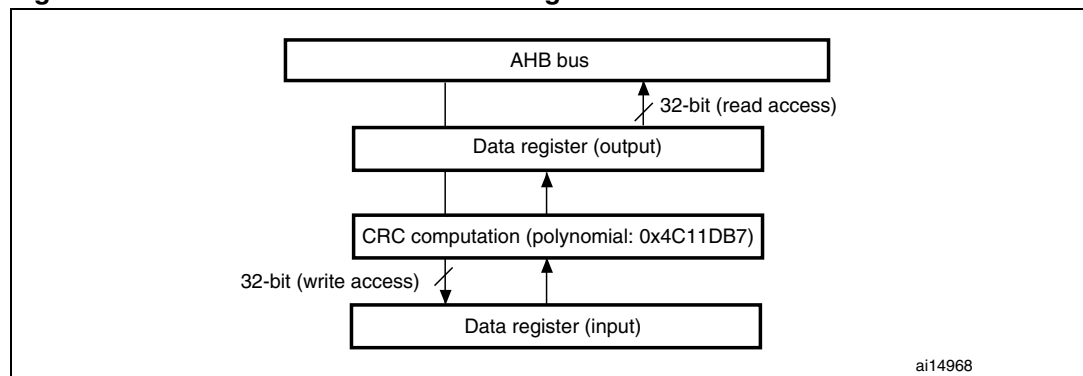 AHB bus
32-bit (read access)
Data register (output)
CRC computation (polynomial: 0x4C11DB7)
32-bit (write access)
Data register (input)
ai14968